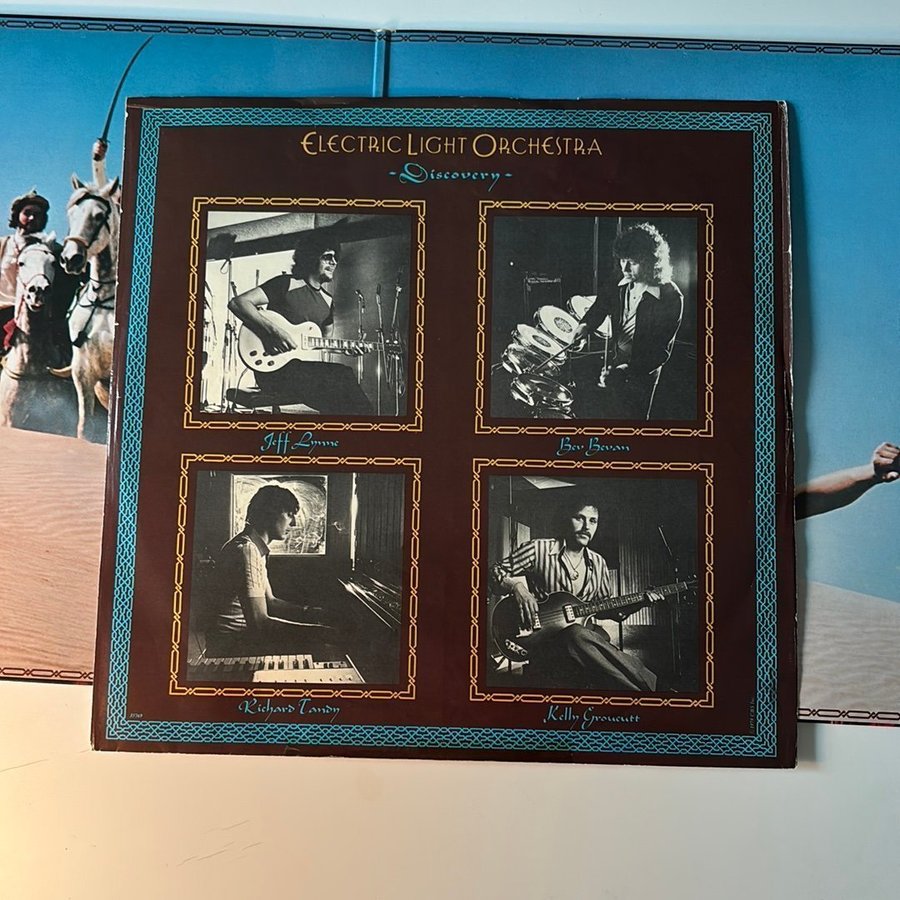 ELECTRIC LIGHT ORCHESTRA
-Discovery-
Jeff Lynne
Bev Bevan
Richard Tandy
Kelly Groucutt